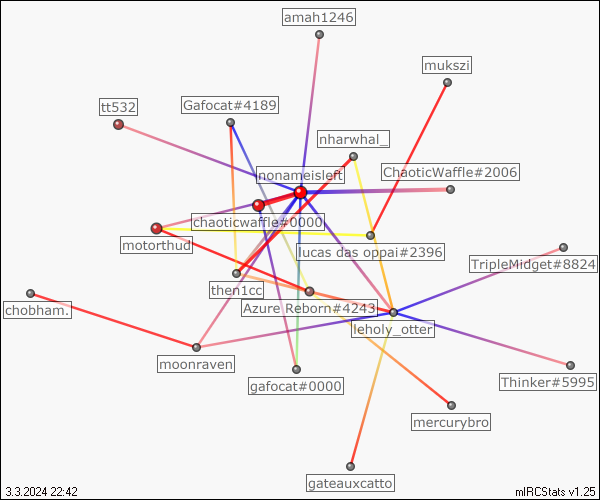 amah1246
mukszi
tt532
Gafocat#4189
nharwhal_
nonameisleft
ChaoticWaffle#2006
chaoticwaffle#0000
motorthud
lucas das oppai#2396
TripleMidget#8824
then1cc
Azure Reborn#4243
chobham.
leholy_otter
moonraven
gafocat#0000
Thinker#5995
mercurybro
gateauxcatto
3.3.2024 22:42
mIRCStats v1.25